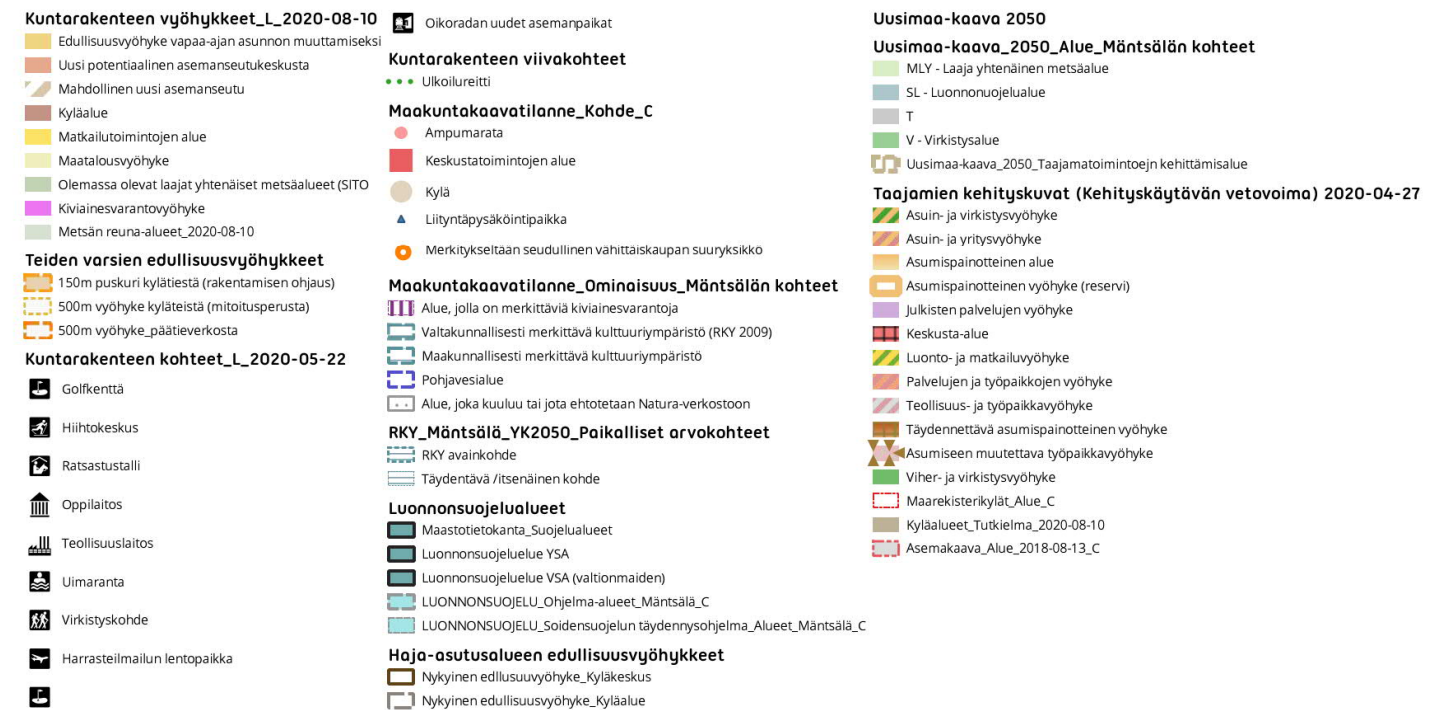 Kuntarakenteen vyöhykkeet_L_2020-08-10
Edullisuusvyöhyke vapaa-ajan asunnon muuttamiseksi
Uusi potentiaalinen asemanseutukeskusta
Mahdollinen uusi asemanseutu
Kyläalue
Matkailutoimintojen alue
Maatalousvyöhyke
Olemassa olevat laajat yhtenäiset metsäalueet (SITO
Kiviainesvarantovyöhyke
Metsän reuna-alueet_2020-08-10
Teiden varsien edullisuusvyöhykkeet
150m puskuri kylätiestä (rakentamisen ohjaus)
500m vyöhyke kyläteistä (mitoitusperusta)
500m vyöhyke_päätieverkosta
Kuntarakenteen kohteet_L_2020-05-22
Golfkenttä
Hiihtokeskus
Ratsastustalli
Oppilaitos
Teollisuuslaitos
Uimaranta
Virkistyskohde
Harrasteilmailun lentopaikka
Oikoradan uudet asemanpaikat
Kuntarakenteen viivakohteet
Ulkoilureitti
Maakuntakaavatilanne_Kohde_C
Ampumarata
Keskustatoimintojen alue
Kylä
Liityntäpysäköintipaikka
Merkitykseltään seudullinen vähittäiskaupan suuryksikkö
Maakuntakaavatilanne_Ominaisuus_Mäntsälän kohteet
Alue, jolla on merkittäviä kiviainesvarantoja
Valtakunnallisesti merkittävä kulttuuriympäristö (RKY 2009)
Maakunnallisesti merkittävä kulttuuriympäristö
Pohjavesialue
Alue, joka kuuluu tai jota ehtotetaan Natura-verkostoon
RKY_Mäntsälä_YK2050_Paikalliset arvokohteet
RKY avainkohde
Täydentävä /itsenäinen kohde
Luonnonsuojelualueet
Maastotietokanta_Suojelualueet
Luonnonsuojeluelue YSA
Luonnonsuojeluelue VSA (valtionmaiden)
LUONNONSUOJELU_Ohjelma-alueet_Mäntsälä_C
LUONNONSUOJELU_Soidensuojelun täydennysohjelma_Alueet_Mäntsälä_C
Haja-asutusalueen edullisuusvyöhykkeet
Nykyinen edllusuuvyöhyke_Kyläkeskus
Nykyinen edullisuusvyöhyke_Kyläalue
Uusimaa-kaava 2050
Uusimaa-kaava_2050_Alue_Mäntsälän kohteet
MLY - Laaja yhtenäinen metsäalue
SL - Luonnonuojelualue
T
V - Virkistysalue
Uusimaa-kaava_2050_Taajamatoimintoejn kehittämisalue
Taajamien kehityskuvat (Kehityskäytävän vetovoima) 2020-04-27
Asuin- ja virkistysvyöhyke
Asuin- ja yritysvyöhyke
Asumispainotteinen alue
Asumispainotteinen vyöhyke (reservi)
Julkisten palvelujen vyöhyke
Keskusta-alue
Luonto- ja matkailuvyöhyke
Palvelujen ja työpaikkojen vyöhyke
Teollisuus- ja työpaikkavyöhyke
Täydennettävä asumispainotteinen vyöhyke
Asumiseen muutettava työpaikkavyöhyke
Viher- ja virkistysvyöhyke
Maarekisterikylät_Alue_C
Kyläalueet_Tutkielma_2020-08-10
Asemakaava_Alue_2018-08-13_C